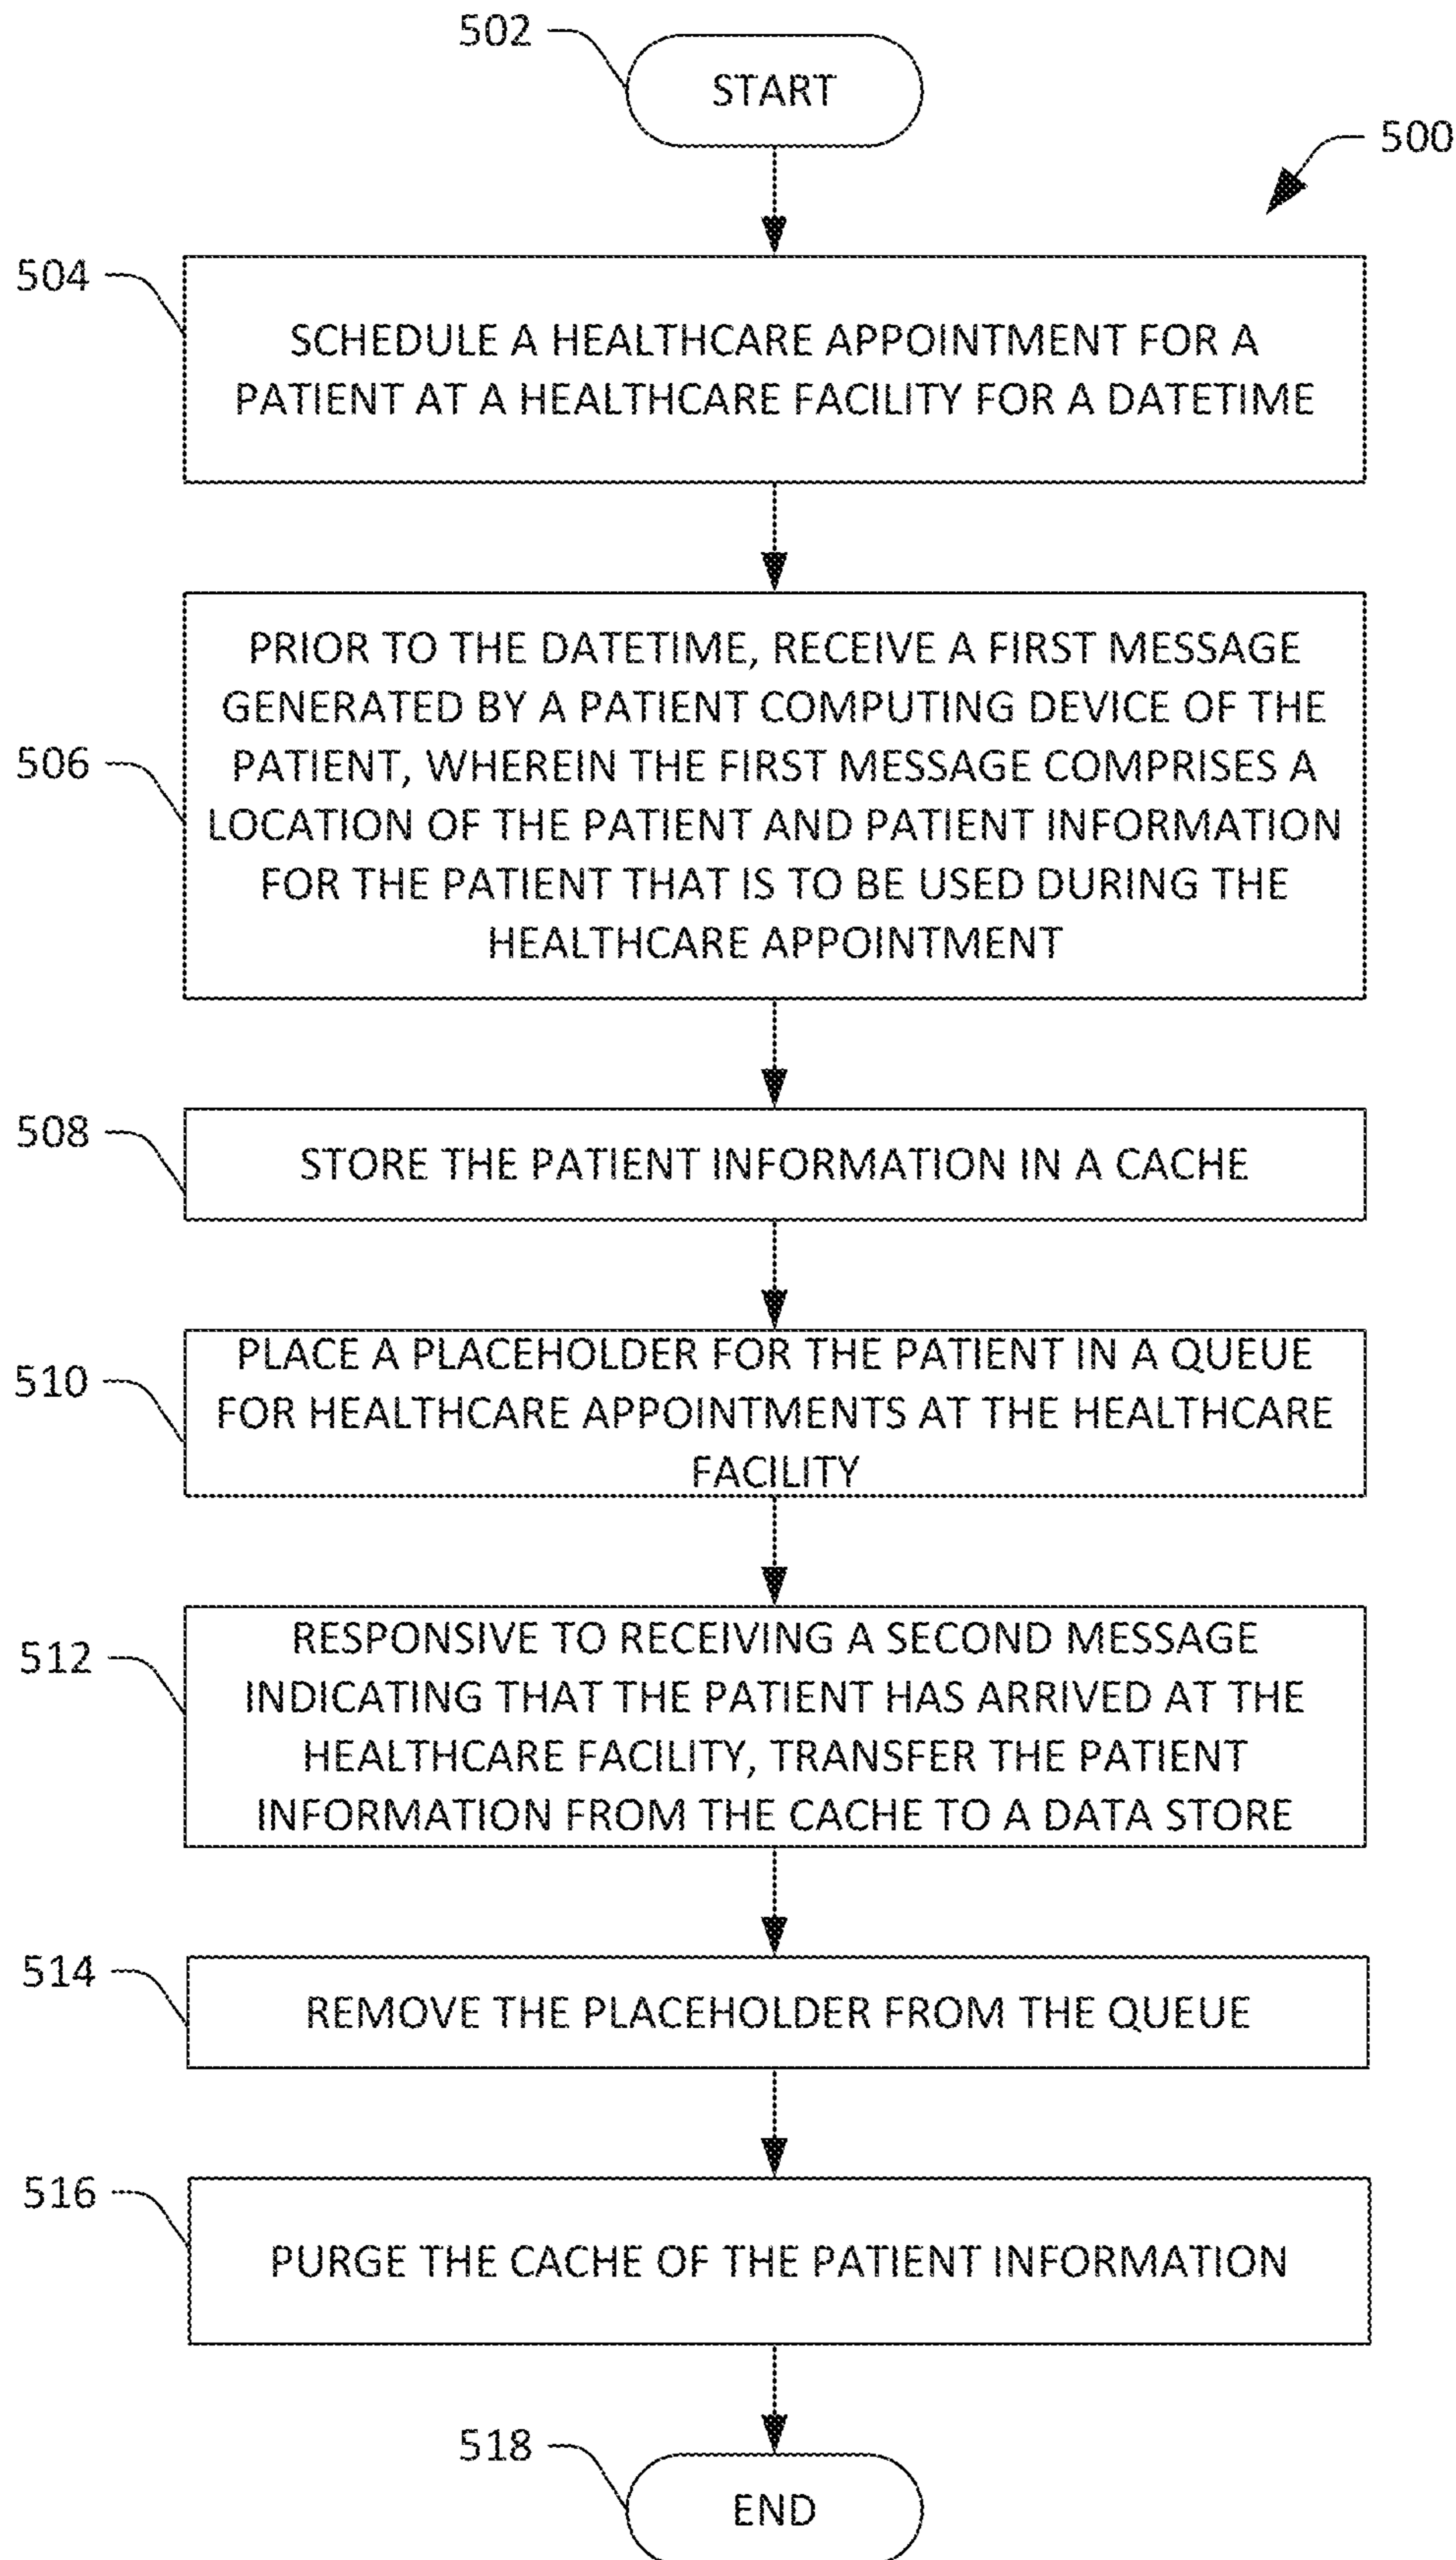 502
START
500
504
SCHEDULE A HEALTHCARE APPOINTMENT FOR A
PATIENT AT A HEALTHCARE FACILITY FOR A DATETIME
506
PRIOR TO THE DATETIME, RECEIVE A FIRST MESSAGE
GENERATED BY A PATIENT COMPUTING DEVICE OF THE
PATIENT, WHEREIN THE FIRST MESSAGE COMPRISES A
LOCATION OF THE PATIENT AND PATIENT INFORMATION
FOR THE PATIENT THAT IS TO BE USED DURING THE
HEALTHCARE APPOINTMENT
508
STORE THE PATIENT INFORMATION IN A CACHE
510
PLACE A PLACEHOLDER FOR THE PATIENT IN A QUEUE
FOR HEALTHCARE APPOINTMENTS AT THE HEALTHCARE
FACILITY
512
RESPONSIVE TO RECEIVING A SECOND MESSAGE
INDICATING THAT THE PATIENT HAS ARRIVED AT THE
HEALTHCARE FACILITY, TRANSFER THE PATIENT
INFORMATION FROM THE CACHE TO A DATA STORE
514
REMOVE THE PLACEHOLDER FROM THE QUEUE
516
PURGE THE CACHE OF THE PATIENT INFORMATION
518
END